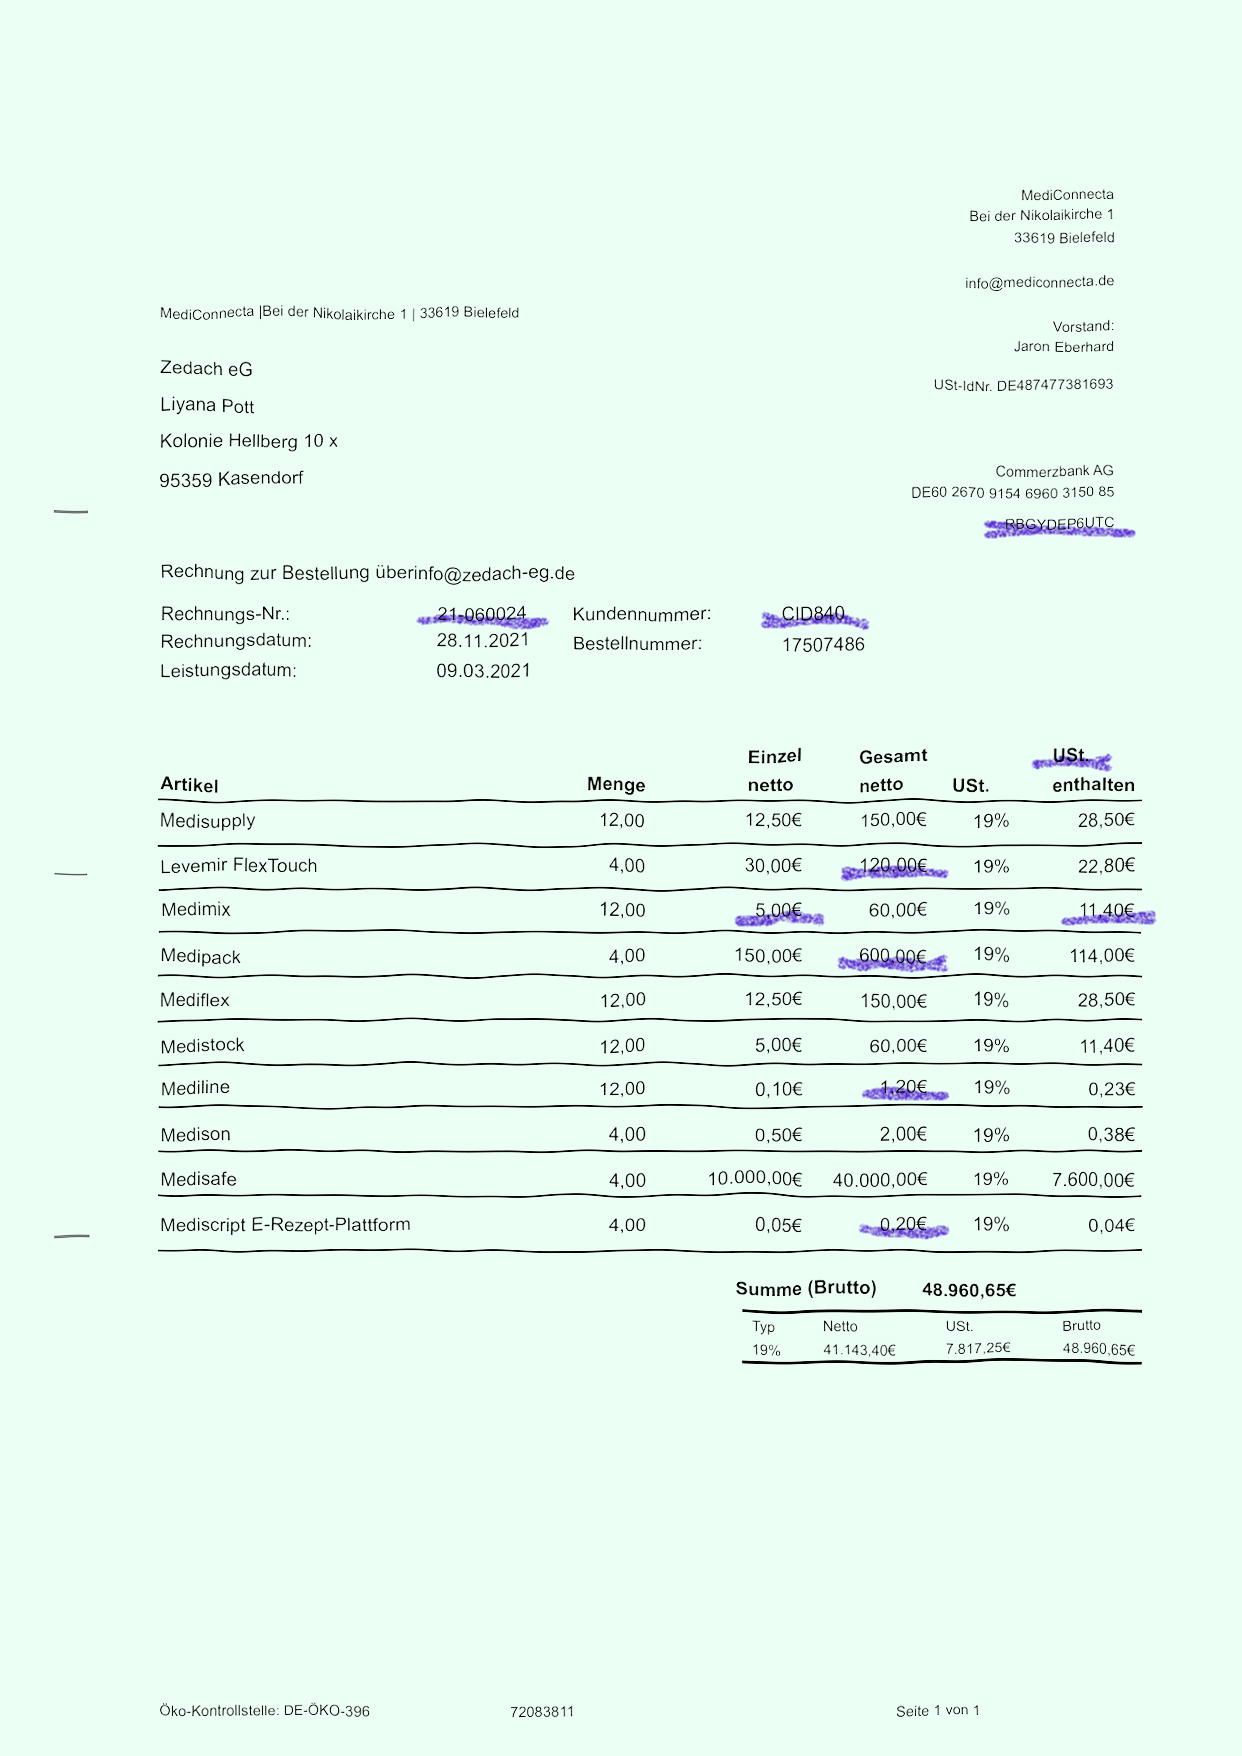 MediConnecta
Bei der Nikolaikirche 1
33619 Bielefeld
info@mediconnecta.de
MediConnecta |Bei der Nikolaikirche 1 | 33619 Bielefeld
Vorstand:
Jaron Eberhard
Zedach eG
USt-IdNr. DE487477381693
Liyana Pott
Kolonie Hellberg 10 x
95359 Kasendorf
Commerzbank AG
DE60 2670 9154 6960 3150 85
RBGYDEP6UTC
Rechnung zur Bestellung überinfo@zedach-eg.de
Rechnungs-Nr.: 21-060024 Kundennummer: CID840
Rechnungsdatum: 28.11.2021 Bestellnummer: 17507486
Leistungsdatum: 09.03.2021
Einzel Gesamt USt.
Artikel Menge netto netto USt. enthalten
Medisupply 12,00 12,50€ 150,00€ 19% 28,50€
Levemir FlexTouch 4,00 30,00€ 120,00€ 19% 22,80€
Medimix 12,00 5,00€ 60,00€ 19% 11,40€
Medipack 4,00 150,00€ 600,00€ 19% 114,00€
Mediflex 12,00 12,50€ 150,00€ 19% 28,50€
Medistock 12,00 5,00€ 60,00€ 19% 11,40€
Mediline 12,00 0,10€ 1,20€ 19% 0,23€
Medison 4,00 0,50€ 2,00€ 19% 0,38€
Medisafe 4,00 10.000,00€ 40.000,00€ 19% 7.600,00€
Mediscript E-Rezept-Plattform 4,00 0,05€ 0,20€ 19% 0,04€
Summe (Brutto) 48.960,65€
Typ Netto USt. Brutto
19% 41.143,40€ 7.817,25€ 48.960,65€
Öko-Kontrollstelle: DE-ÖKO-396 72083811 Seite 1 von 1